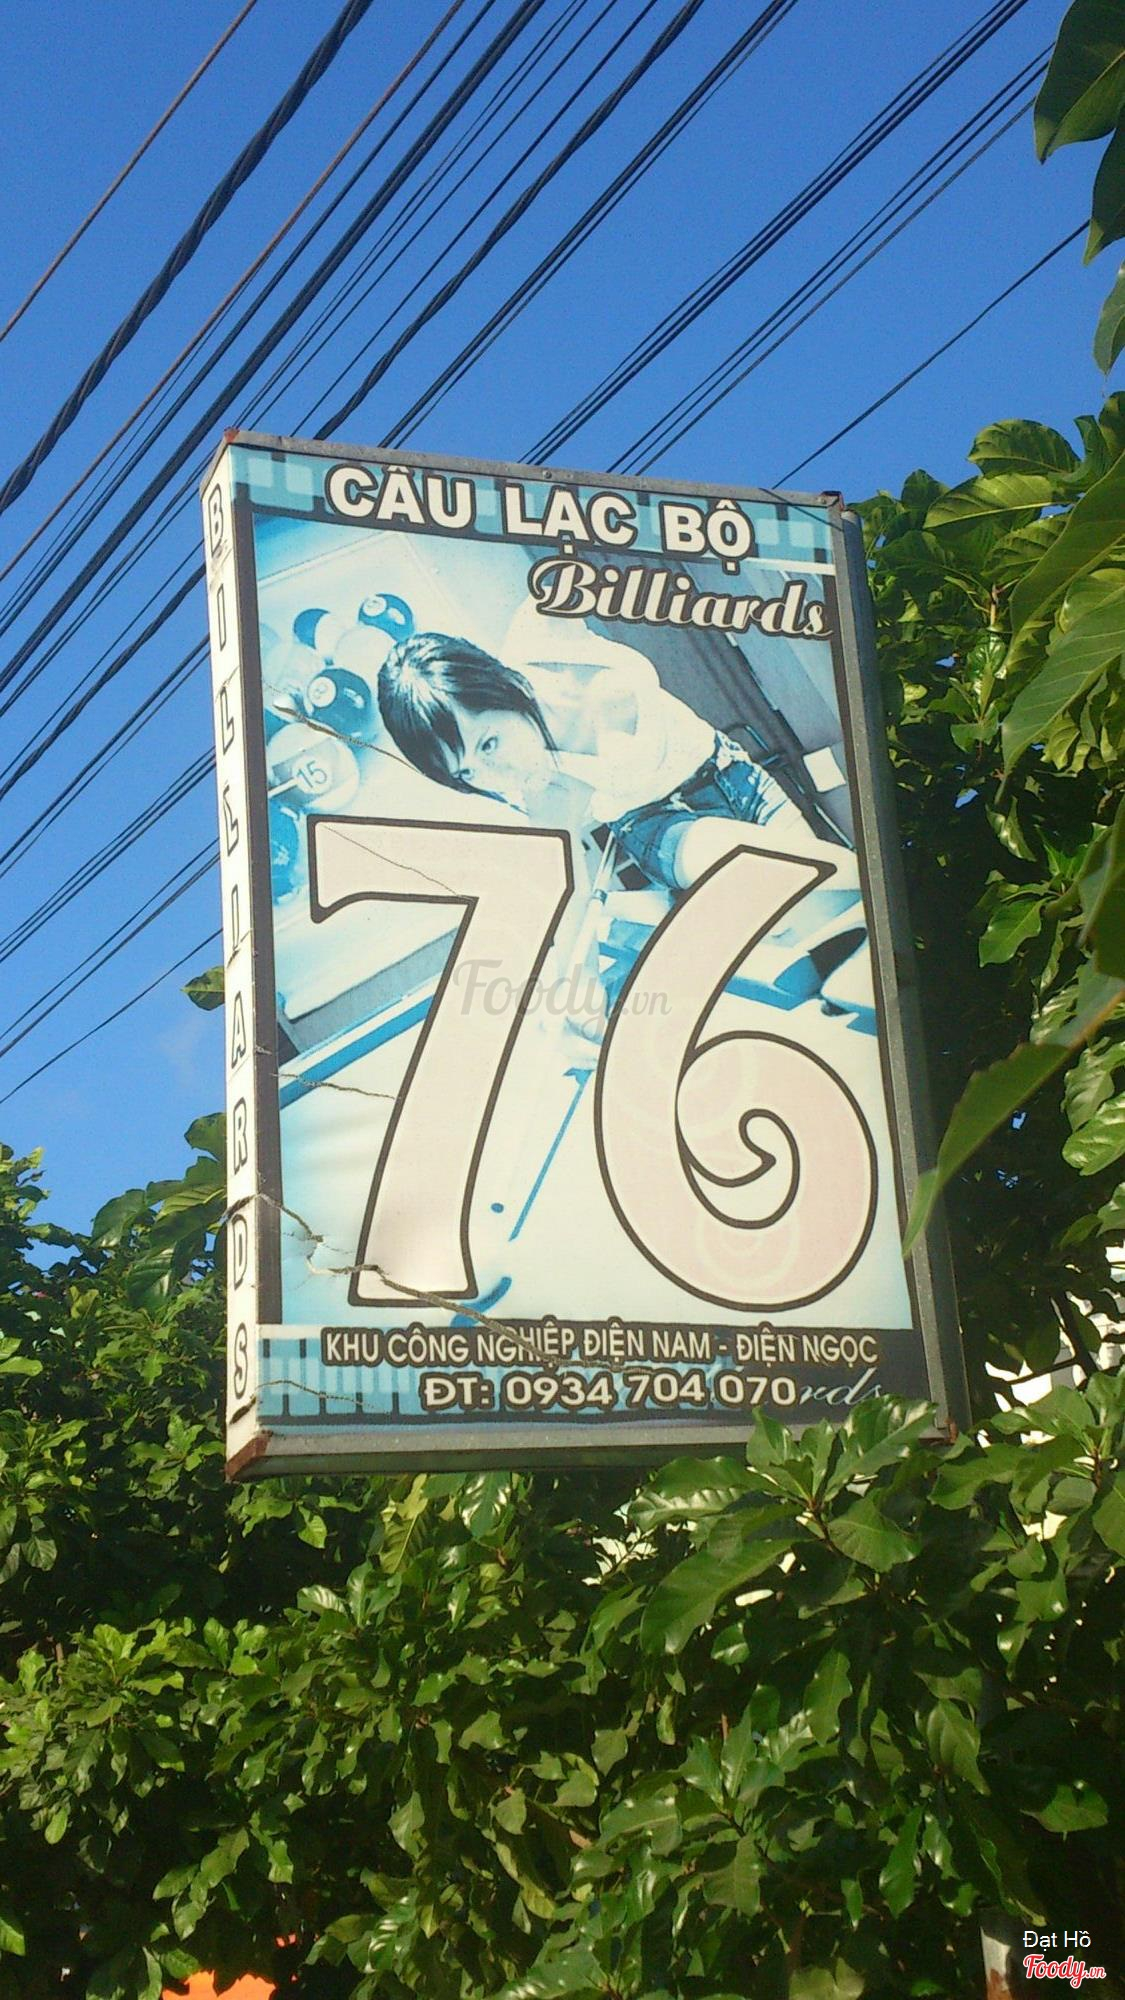 CÂU LẠC BỘ
Billiards
BILLIARDS
15
76
Foody.vn
KHU CÔNG NGHIỆP ĐIỆN NAM - ĐIỆN NGỌC
ĐT: 0934 704 070
rds
Đạt Hồ
Foody.vn